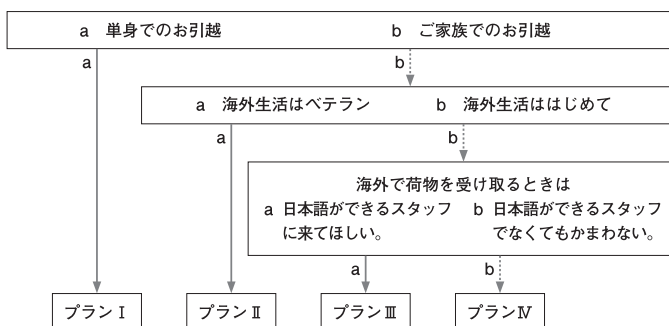 a 単身でのお引越 b ご家族でのお引越
a b
a 海外生活はベテラン b 海外生活ははじめて
a b
海外で荷物を受け取るときは
a 日本語ができるスタッフ b 日本語ができるスタッフ
に来てほしい。 でなくてもかまわない。
a b
プランⅠ プランⅡ プランⅢ プランⅣ